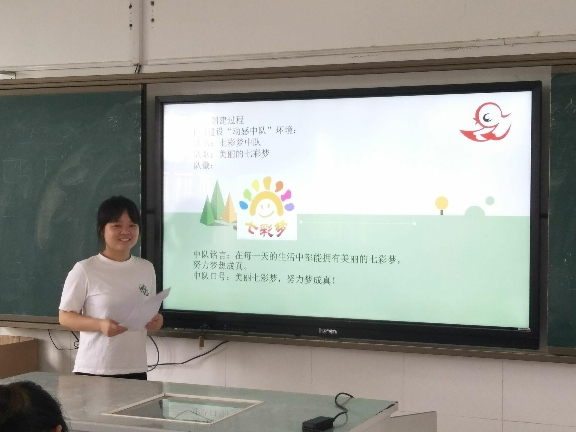 创建过程
建设“动感中队”环境：
七彩梦中队
美丽的七彩梦
队徽：
七彩梦
中队格言：在每一天的生活中都能拥有美丽的七彩梦，
努力梦想成真。
中队口号：美丽七彩梦，努力梦成真！